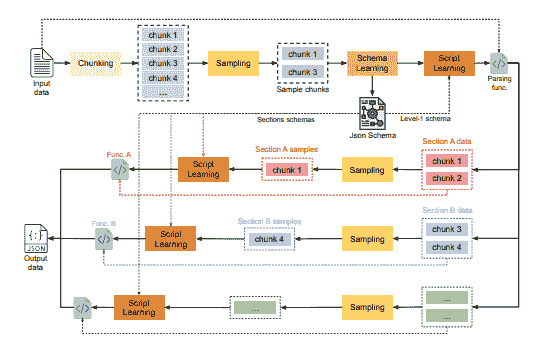 Input
data
Chunking
chunk 1
chunk 2
chunk 3
chunk 4
...
Sampling
chunk 1
chunk 3
Sample chunks
Schema
Learning
Script
Learning
Parsing
func.
Json Schema
Sections schemas
Level-1 schema
Func. A
Script
Learning
Section A samples
chunk 1
Sampling
Section A data
chunk 1
chunk 2
Func. B
Script
Learning
Section B samples
chunk 4
Sampling
Section B data
chunk 3
chunk 4
{;}
JSON
Output
data
Script
Learning
...
Sampling
...
...